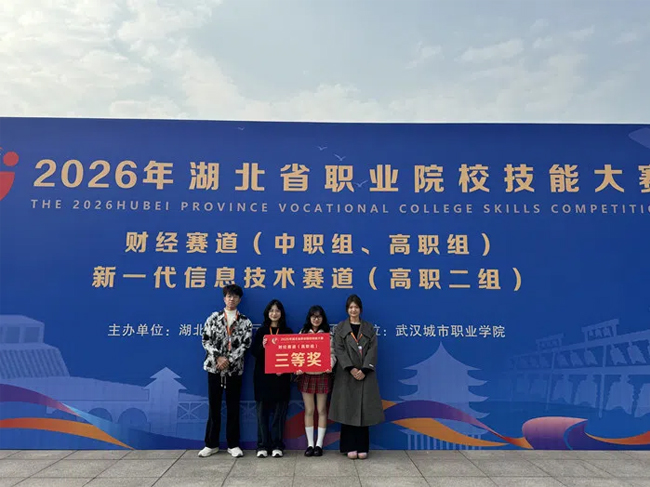 2026年湖北省职业院校技能大赛
THE 2026HUBEI PROVINCE VOCATIONAL COLLEGE SKILLS COMPETITION
财经赛道（中职组、高职组）
新一代信息技术赛道（高职二组）
主办单位：湖北 位：武汉城市职业学院
三等奖